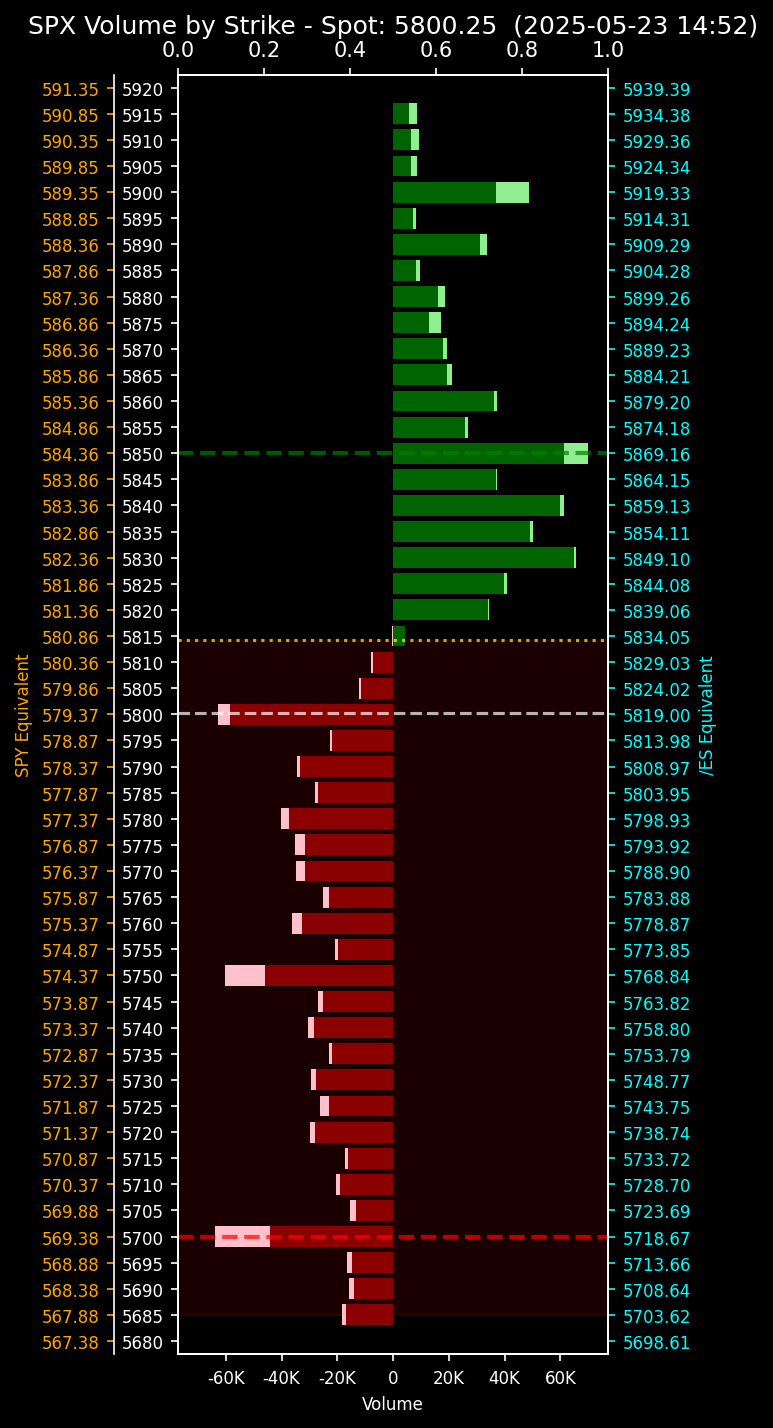 SPX Volume by Strike - Spot: 5800.25  (2025-05-23 14:52)
0.0 0.2 0.4 0.6 0.8 1.0
591.35 5920 5939.39
590.85 5915 5934.38
590.35 5910 5929.36
589.85 5905 5924.34
589.35 5900 5919.33
588.85 5895 5914.31
588.36 5890 5909.29
587.86 5885 5904.28
587.36 5880 5899.26
586.86 5875 5894.24
586.36 5870 5889.23
585.86 5865 5884.21
585.36 5860 5879.20
584.86 5855 5874.18
584.36 5850 5869.16
583.86 5845 5864.15
583.36 5840 5859.13
582.86 5835 5854.11
582.36 5830 5849.10
581.86 5825 5844.08
581.36 5820 5839.06
580.86 5815 5834.05
580.36 5810 5829.03
579.86 5805 5824.02
579.37 5800 5819.00
578.87 5795 5813.98
578.37 5790 5808.97
577.87 5785 5803.95
577.37 5780 5798.93
576.87 5775 5793.92
576.37 5770 5788.90
575.87 5765 5783.88
575.37 5760 5778.87
574.87 5755 5773.85
574.37 5750 5768.84
573.87 5745 5763.82
573.37 5740 5758.80
572.87 5735 5753.79
572.37 5730 5748.77
571.87 5725 5743.75
571.37 5720 5738.74
570.87 5715 5733.72
570.37 5710 5728.70
569.88 5705 5723.69
569.38 5700 5718.67
568.88 5695 5713.66
568.38 5690 5708.64
567.88 5685 5703.62
567.38 5680 5698.61
SPY Equivalent
/ES Equivalent
-60K -40K -20K 0 20K 40K 60K
Volume